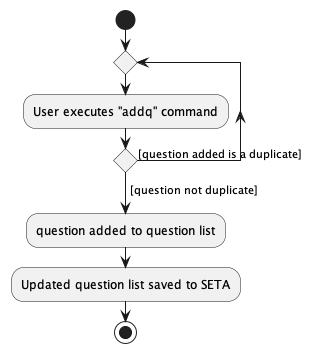 User executes "addq" command
[question added is a duplicate]
[question not duplicate]
question added to question list
Updated question list saved to SETA